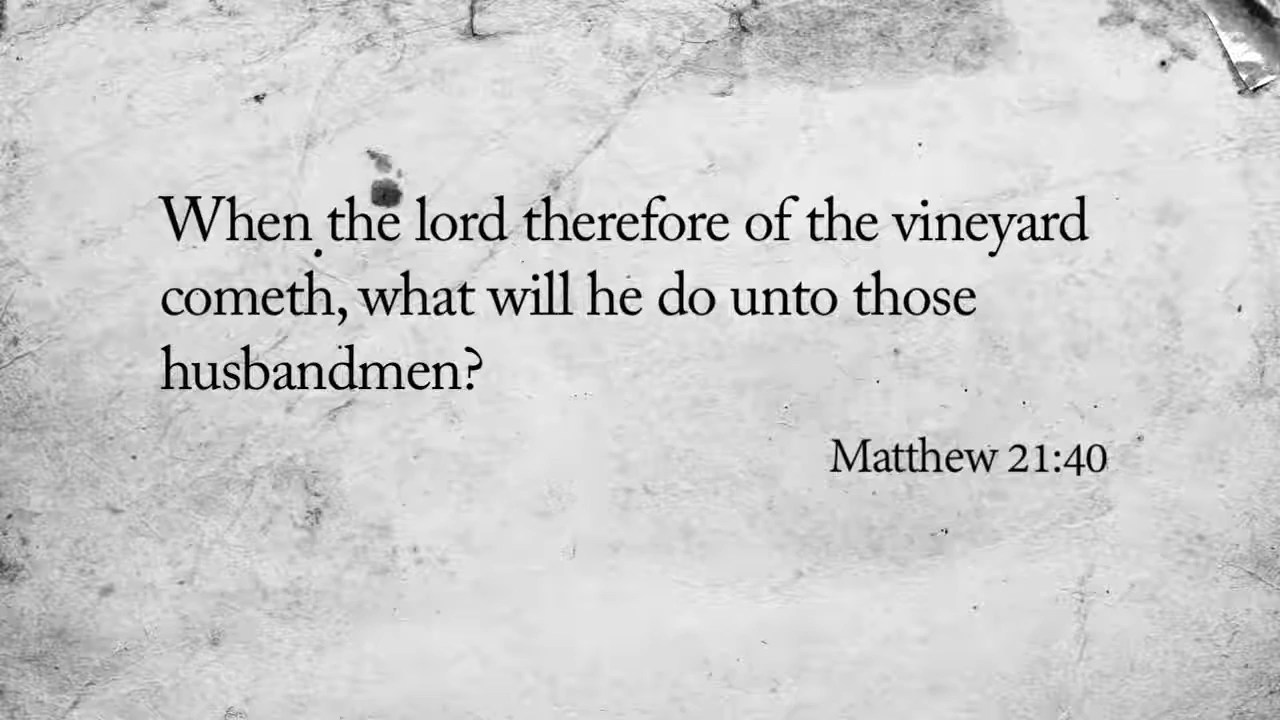 When the lord therefore of the vineyard
cometh, what will he do unto those
husbandmen?
Matthew 21:40